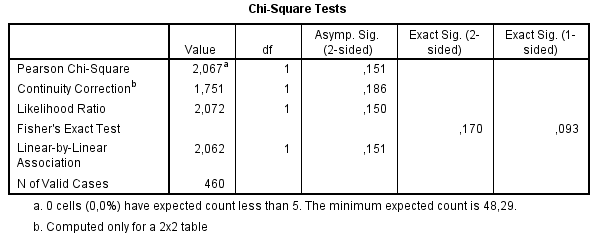 Chi-Square Tests
Value df Asymp. Sig. (2-sided) Exact Sig. (2-sided) Exact Sig. (1-sided)
Pearson Chi-Square 2,067a 1 ,151
Continuity Correctionb 1,751 1 ,186
Likelihood Ratio 2,072 1 ,150
Fisher's Exact Test ,170 ,093
Linear-by-Linear Association 2,062 1 ,151
N of Valid Cases 460
a. 0 cells (0,0%) have expected count less than 5. The minimum expected count is 48,29.
b. Computed only for a 2x2 table